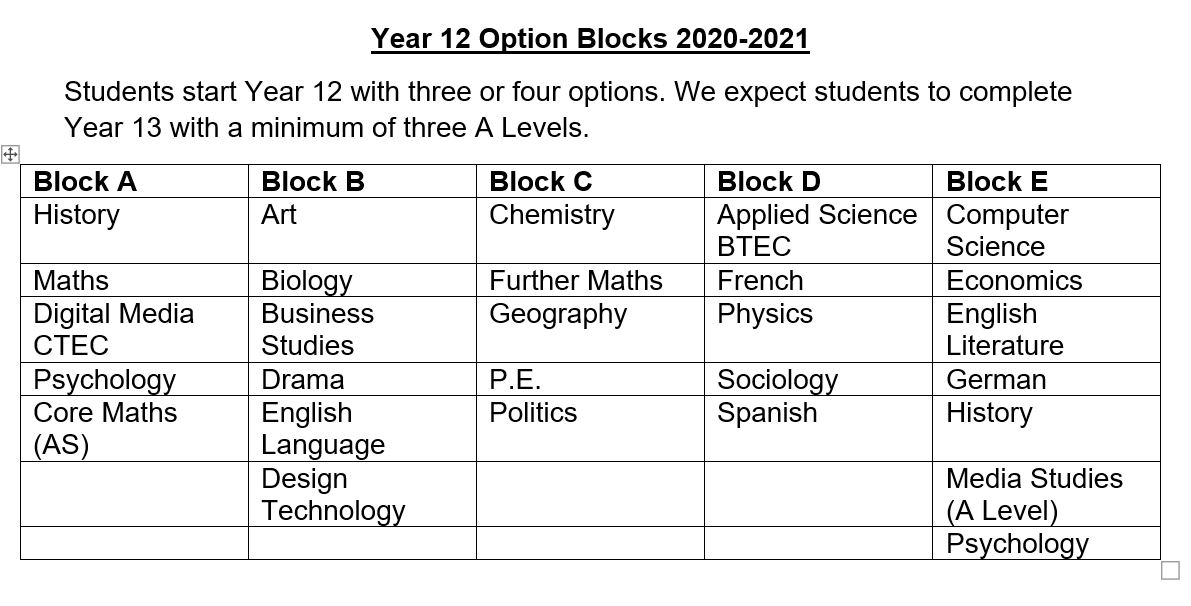 Year 12 Option Blocks 2020-2021
Students start Year 12 with three or four options. We expect students to complete
Year 13 with a minimum of three A Levels.
Block A Block B Block C Block D Block E
History Art Chemistry Applied Science Computer
BTEC Science
Maths Biology Further Maths French Economics
Digital Media Business Geography Physics English
CTEC Studies Literature
Psychology Drama P.E. Sociology German
Core Maths English Politics Spanish History
(AS) Language
Design Media Studies
Technology (A Level)
Psychology